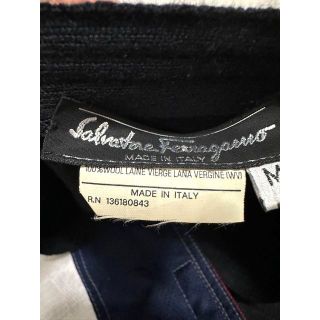 Salvatore Ferragamo
MADE IN ITALY
M
100%WOOL LAINE VIERGE LANA VERGINE (WV)
MADE IN ITALY
R.N 136180843